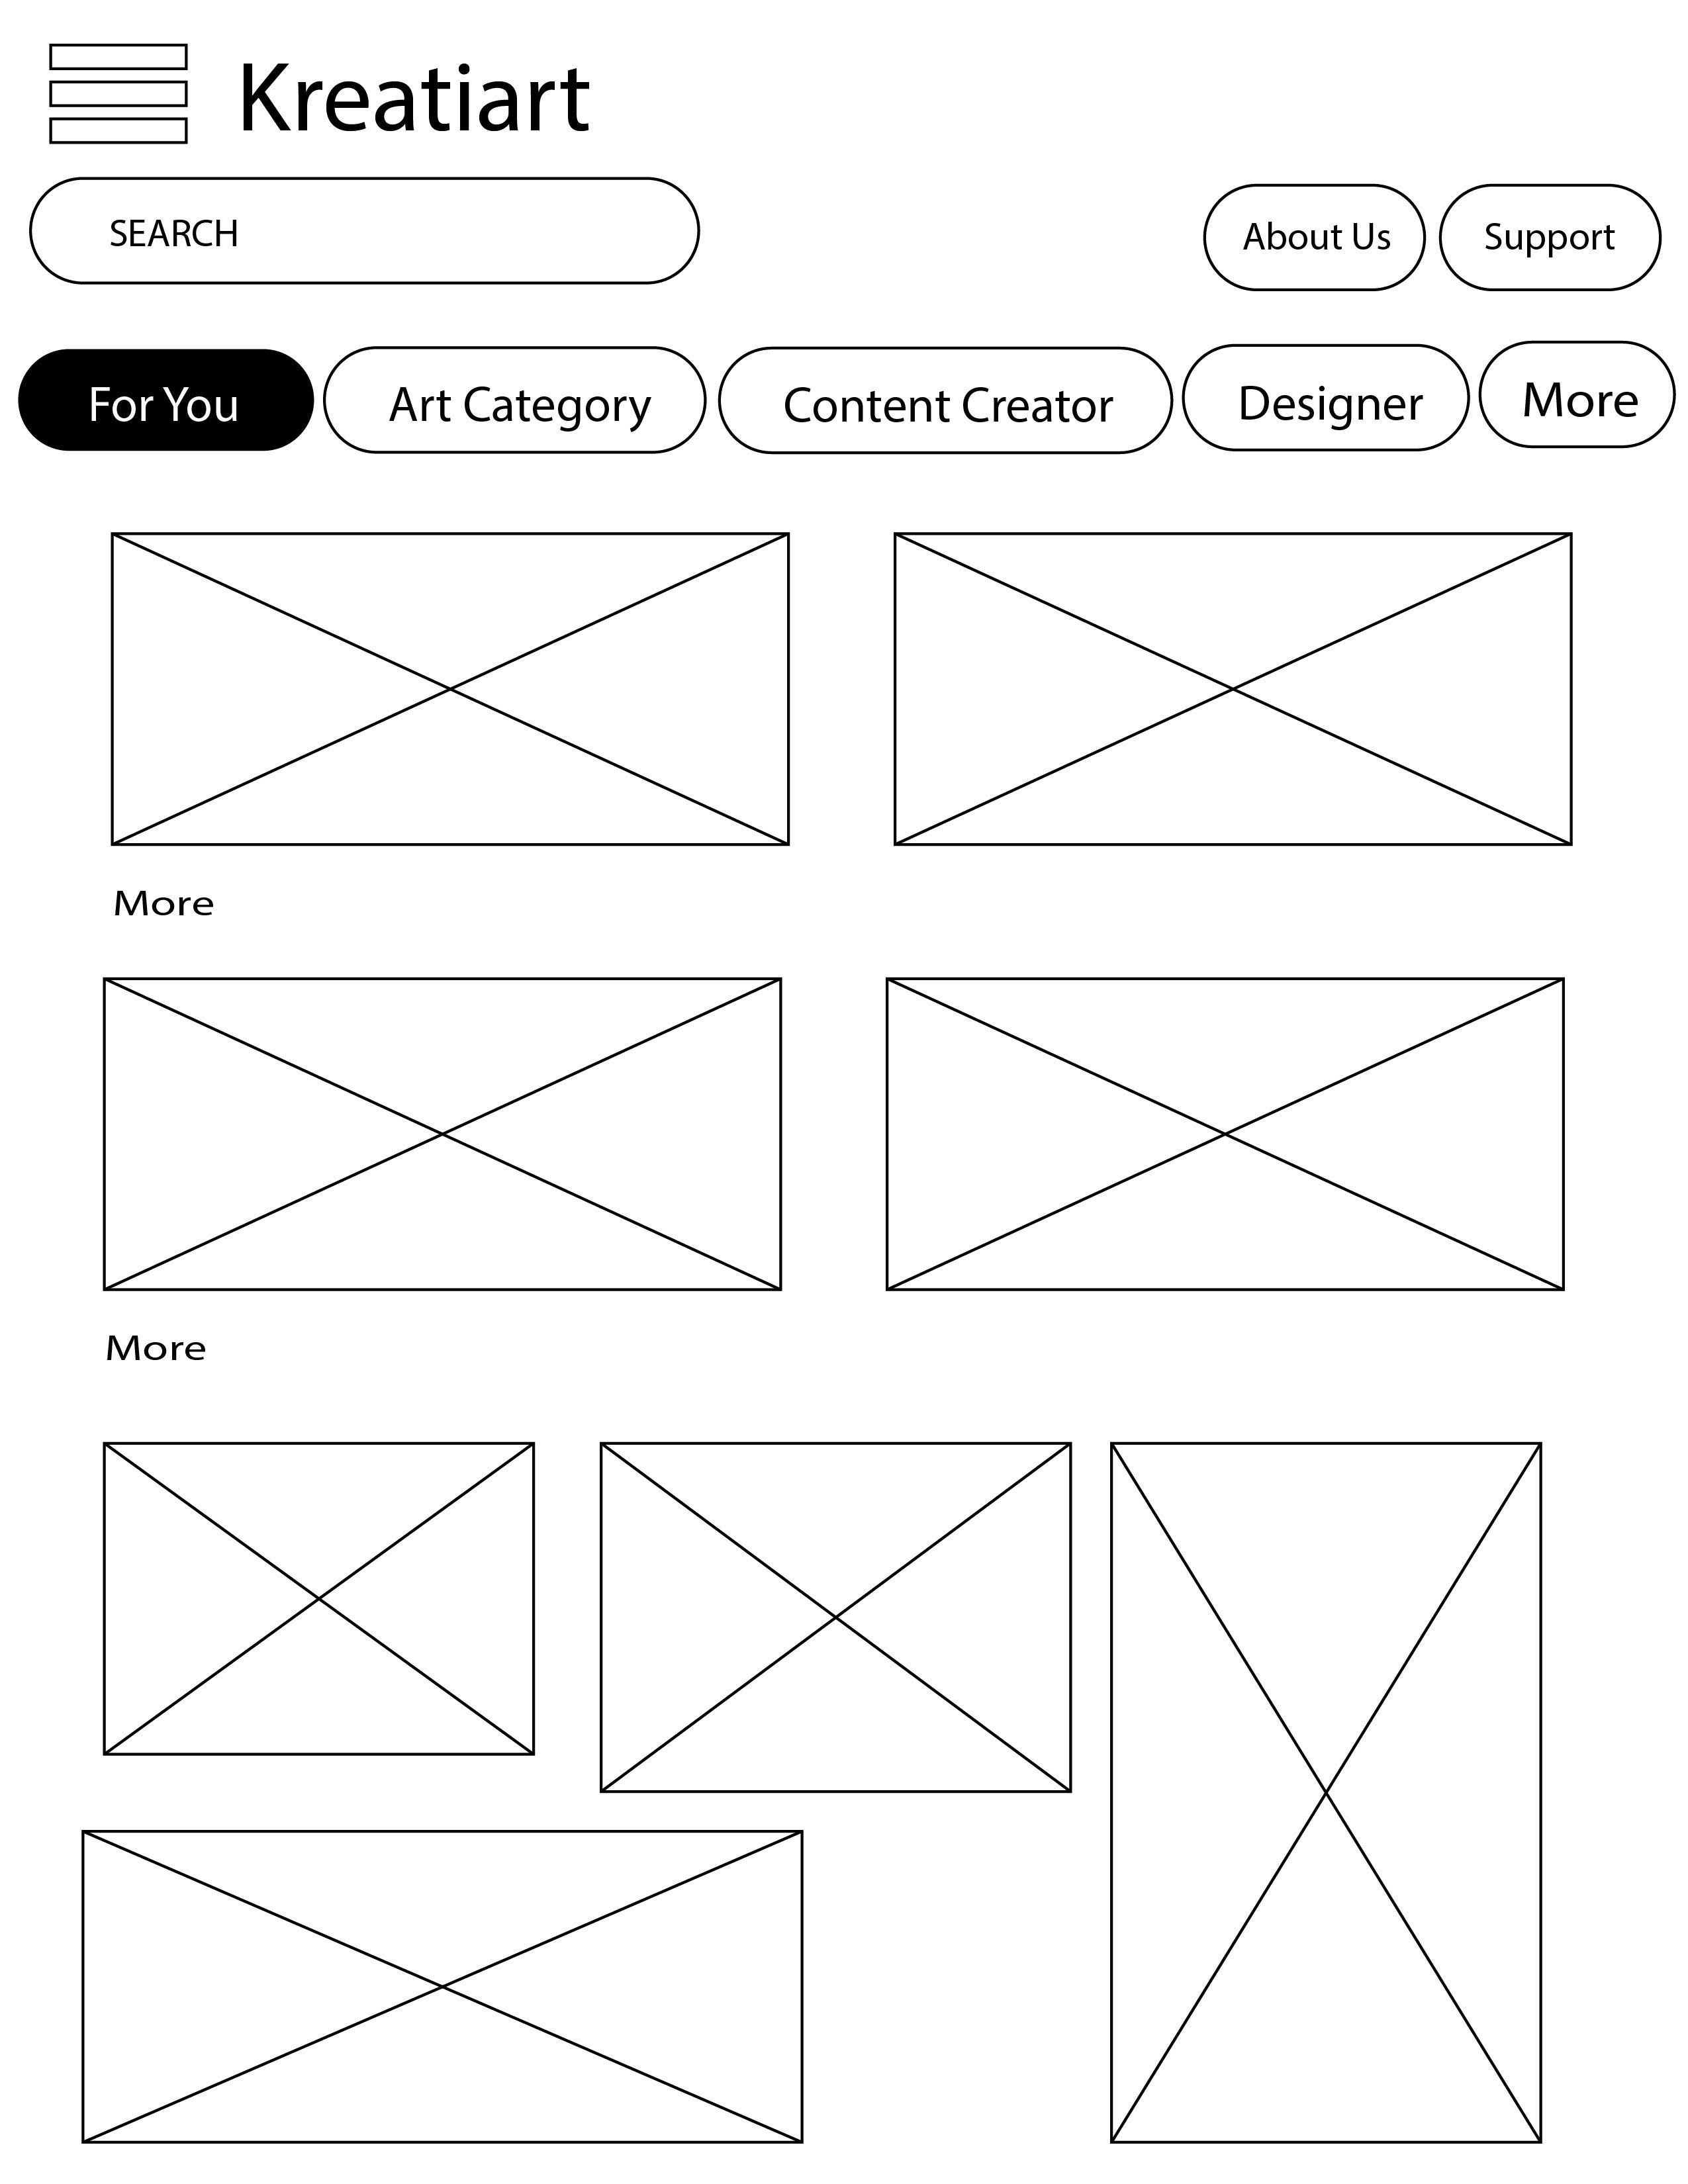 Kreatiart
SEARCH
About Us
Support
For You
Art Category
Content Creator
Designer
More
More
More